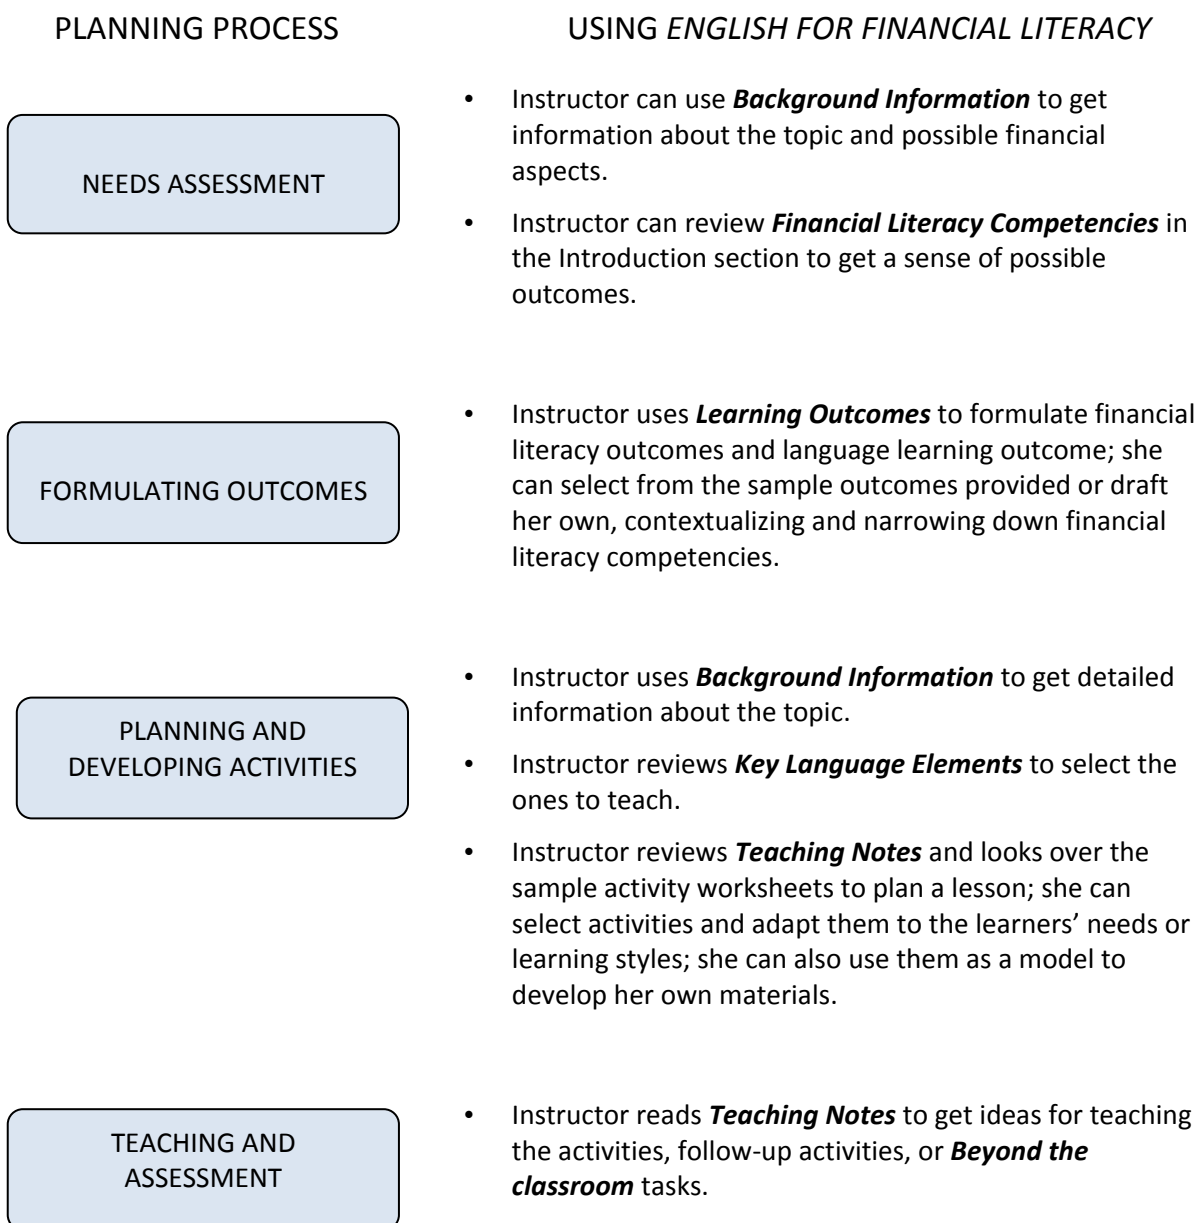 PLANNING PROCESS
USING ENGLISH FOR FINANCIAL LITERACY
NEEDS ASSESSMENT
• Instructor can use Background Information to get
information about the topic and possible financial
aspects.
• Instructor can review Financial Literacy Competencies in
the Introduction section to get a sense of possible
outcomes.
FORMULATING OUTCOMES
• Instructor uses Learning Outcomes to formulate financial
literacy outcomes and language learning outcome; she
can select from the sample outcomes provided or draft
her own, contextualizing and narrowing down financial
literacy competencies.
PLANNING AND
DEVELOPING ACTIVITIES
• Instructor uses Background Information to get detailed
information about the topic.
• Instructor reviews Key Language Elements to select the
ones to teach.
• Instructor reviews Teaching Notes and looks over the
sample activity worksheets to plan a lesson; she can
select activities and adapt them to the learners’ needs or
learning styles; she can also use them as a model to
develop her own materials.
TEACHING AND
ASSESSMENT
• Instructor reads Teaching Notes to get ideas for teaching
the activities, follow-up activities, or Beyond the
classroom tasks.